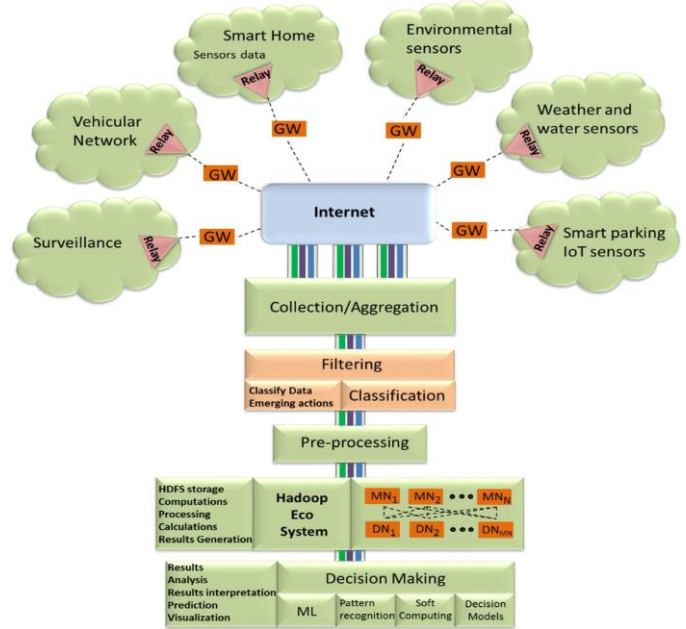 Smart Home
Sensors data
Relay
Environmental
sensors
Relay
Vehicular
Network
Relay
GW
GW
Weather and
water sensors
Relay
GW
GW
Surveillance
Relay
GW
Internet
GW
Relay
Smart parking
IoT sensors
Collection/Aggregation
Filtering
Classify Data
Emerging actions
Classification
Pre-processing
HDFS storage
Computations
Processing
Calculations
Results Generation
Hadoop
Eco
System
MN1 MN2 MNN
DN1 DN2 DNMN
Results
Analysis
Results interpretation
Prediction
Visualization
Decision Making
ML
Pattern
recognition
Soft
Computing
Decision
Models